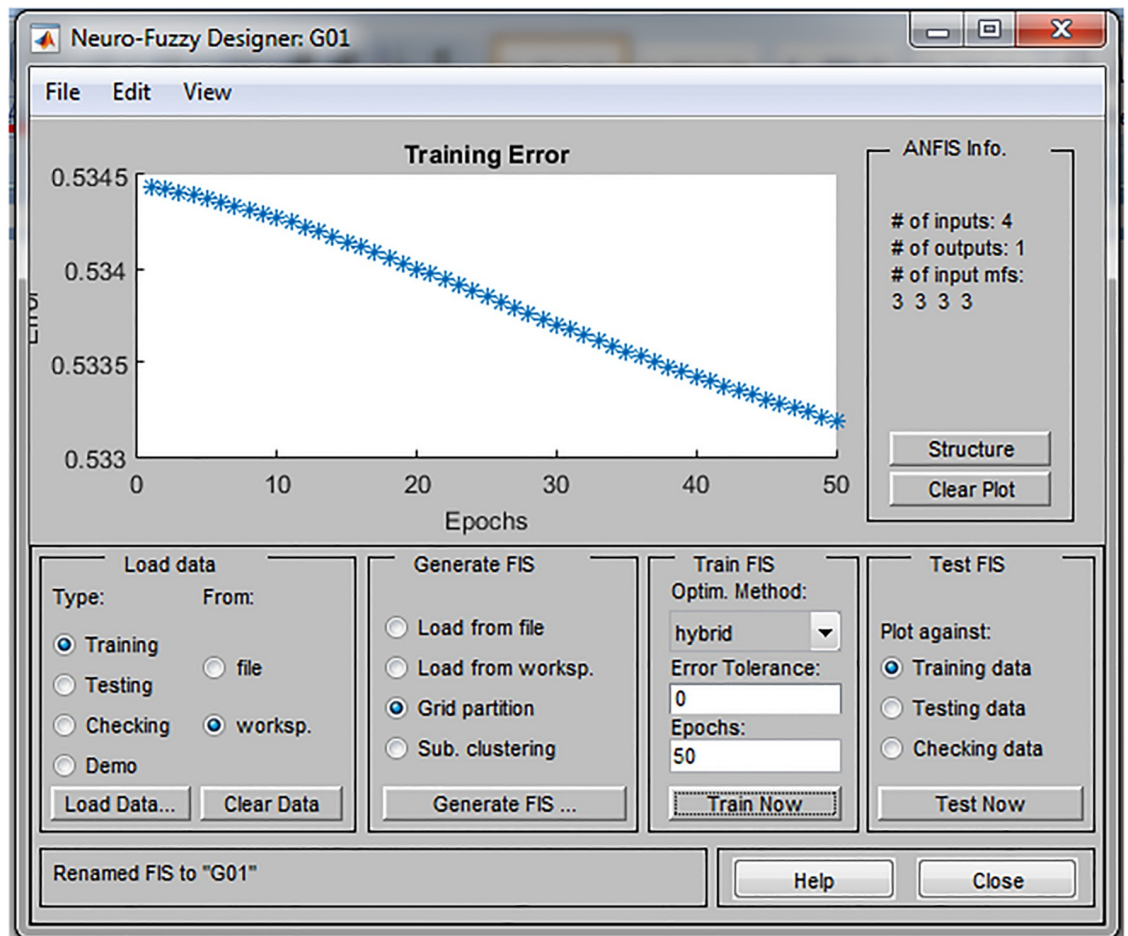 Neuro-Fuzzy Designer: G01
File Edit View
Training Error
0.5345
0.534
0.5335
0.533
Error
0 10 20 30 40 50
Epochs
ANFIS Info.
# of inputs: 4
# of outputs: 1
# of input mfs:
3 3 3 3
Structure
Clear Plot
Load data
Type: From:
Training
file
Testing
Checking
worksp.
Demo
Load Data... Clear Data
Generate FIS
Load from file
Load from worksp.
Grid partition
Sub. clustering
Generate FIS ...
Train FIS
Optim. Method:
hybrid
Error Tolerance:
0
Epochs:
50
Train Now
Test FIS
Plot against:
Training data
Testing data
Checking data
Test Now
Renamed FIS to "G01"
Help Close